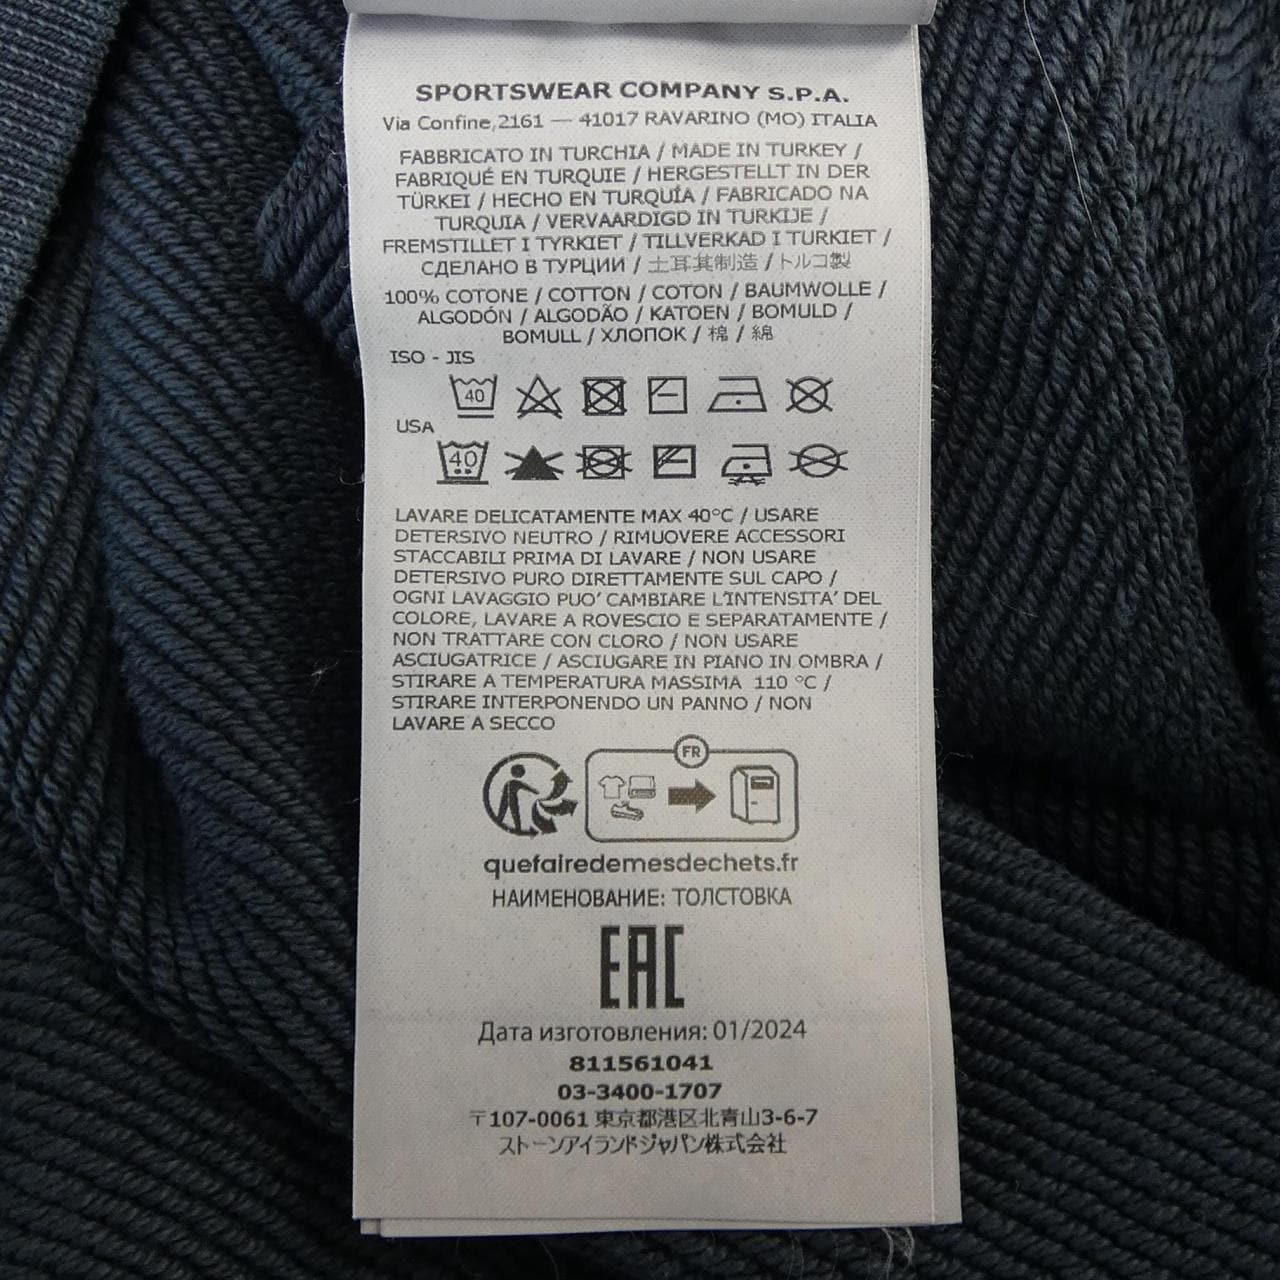 SPORTSWEAR COMPANY S.P.A.
Via Confine,2161 — 41017 RAVARINO (MO) ITALIA
FABBRICATO IN TURCHIA / MADE IN TURKEY /
FABRIQUÉ EN TURQUIE / HERGESTELLT IN DER
TÜRKEI / HECHO EN TURQUÍA / FABRICADO NA
TURQUIA / VERVAARDIGD IN TURKIJE /
FREMSTILLET I TYRKIET / TILLVERKAD I TURKIET /
СДЕЛАНО В ТУРЦИИ / 土耳其制造 / トルコ製
100% COTONE / COTTON / COTON / BAUMWOLLE /
ALGODÓN / ALGODÃO / KATOEN / BOMULD /
BOMULL / ХЛОПОК / 棉 / 綿
ISO - JIS
40
USA
40
LAVARE DELICATAMENTE MAX 40°C / USARE
DETERSIVO NEUTRO / RIMUOVERE ACCESSORI
STACCABILI PRIMA DI LAVARE / NON USARE
DETERSIVO PURO DIRETTAMENTE SUL CAPO /
OGNI LAVAGGIO PUO' CAMBIARE L'INTENSITA' DEL
COLORE, LAVARE A ROVESCIO E SEPARATAMENTE /
NON TRATTARE CON CLORO / NON USARE
ASCIUGATRICE / ASCIUGARE IN PIANO IN OMBRA /
STIRARE A TEMPERATURA MASSIMA 110 °C /
STIRARE INTERPONENDO UN PANNO / NON
LAVARE A SECCO
FR
quefairedemesdechets.fr
НАИМЕНОВАНИЕ: ТОЛСТОВКА
EAC
Дата изготовления: 01/2024
811561041
03-3400-1707
〒107-0061 東京都港区北青山3-6-7
ストーンアイランドジャパン株式会社